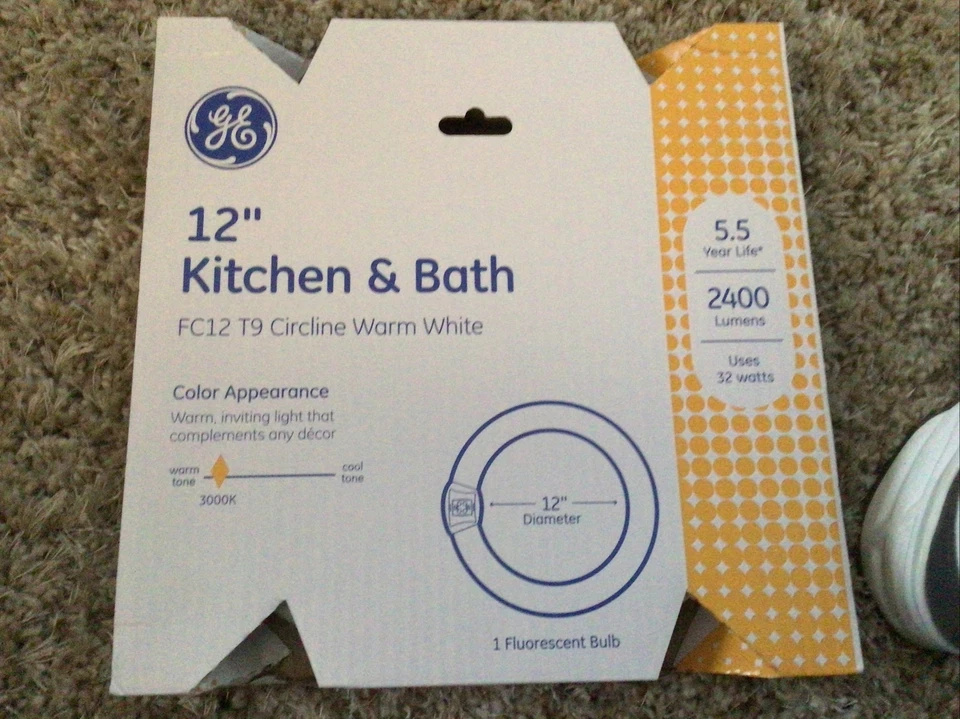 GE
12"
Kitchen & Bath
FC12 T9 Circline Warm White
Color Appearance
Warm, inviting light that
complements any décor
warm
tone
cool
tone
3000K
12"
Diameter
1 Fluorescent Bulb
5.5
Year Life*
2400
Lumens
Uses
32 watts